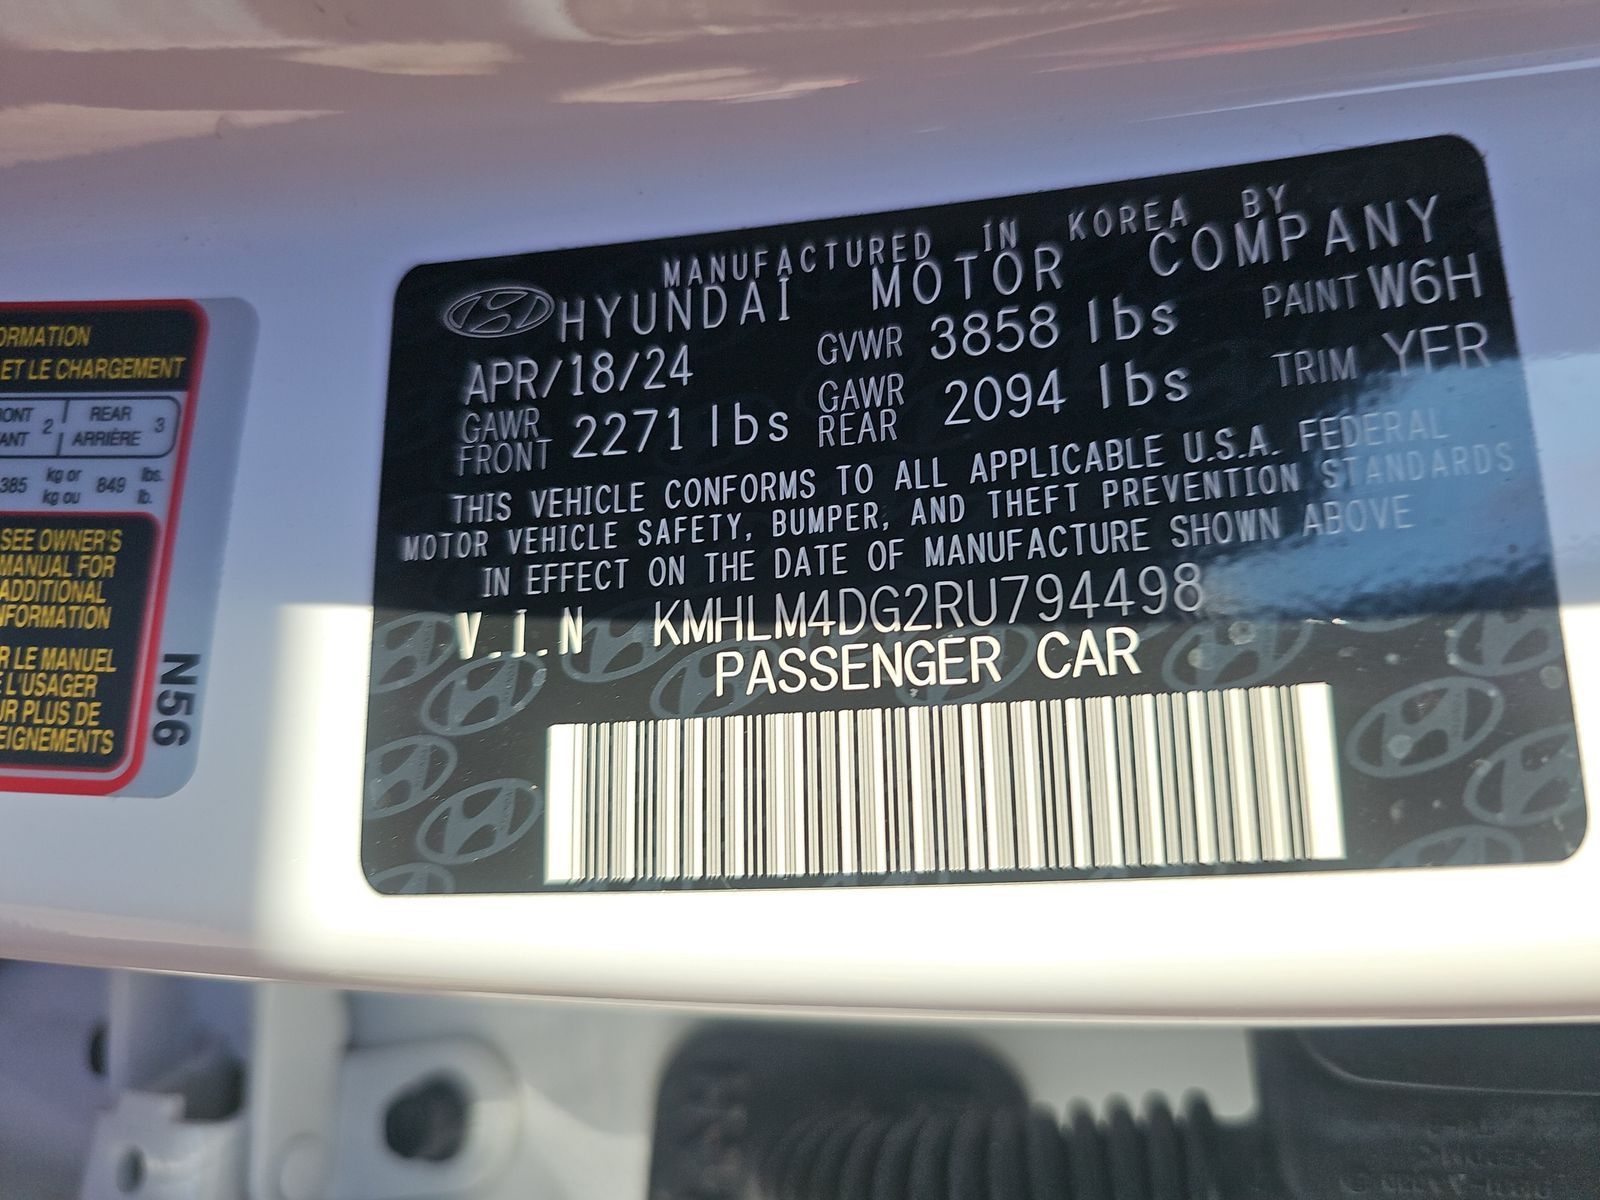 ORMATION
ET LE CHARGEMENT
ONT 2 REAR 3
ANT ARRIÈRE
385 kg or 849 lbs.
kg ou lb.
SEE OWNER'S
MANUAL FOR
ADDITIONAL
NFORMATION
R LE MANUEL
L'USAGER
UR PLUS DE
EIGNEMENTS
N56
MANUFACTURED IN KOREA BY
HYUNDAI MOTOR COMPANY
APR/18/24 GVWR 3858 lbs PAINT W6H
GAWR FRONT 2271 lbs GAWR REAR 2094 lbs TRIM YFR
THIS VEHICLE CONFORMS TO ALL APPLICABLE U.S.A. FEDERAL
MOTOR VEHICLE SAFETY, BUMPER, AND THEFT PREVENTION STANDARDS
IN EFFECT ON THE DATE OF MANUFACTURE SHOWN ABOVE
V.I.N KMHLM4DG2RU794498
PASSENGER CAR